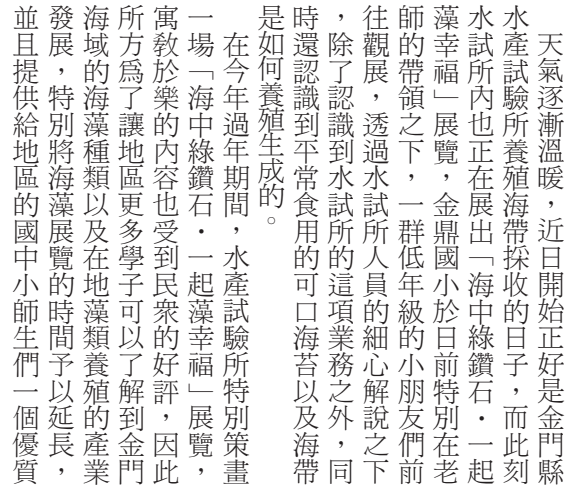 天氣逐漸溫暖，近日開始正好是金門縣
水產試驗所養殖海帶採收的日子，而此刻
水試所內也正在展出「海中綠鑽石・一起
藻幸福」展覽，金鼎國小於日前特別在老
師的帶領之下，一群低年級的小朋友們前
往觀展，透過水試所人員的細心解說之下
，除了認識到水試所的這項業務之外，同
時還認識到平常食用的可口海苔以及海帶
是如何養殖生成的。
在今年過年期間，水產試驗所特別策畫
一場「海中綠鑽石・一起藻幸福」展覽，
寓教於樂的內容也受到民衆的好評，因此
所方爲了讓地區更多學子可以了解到金門
海域的海藻種類以及在地藻類養殖的產業
發展，特別將海藻展覽的時間予以延長，
並且提供給地區的國中小師生們一個優質